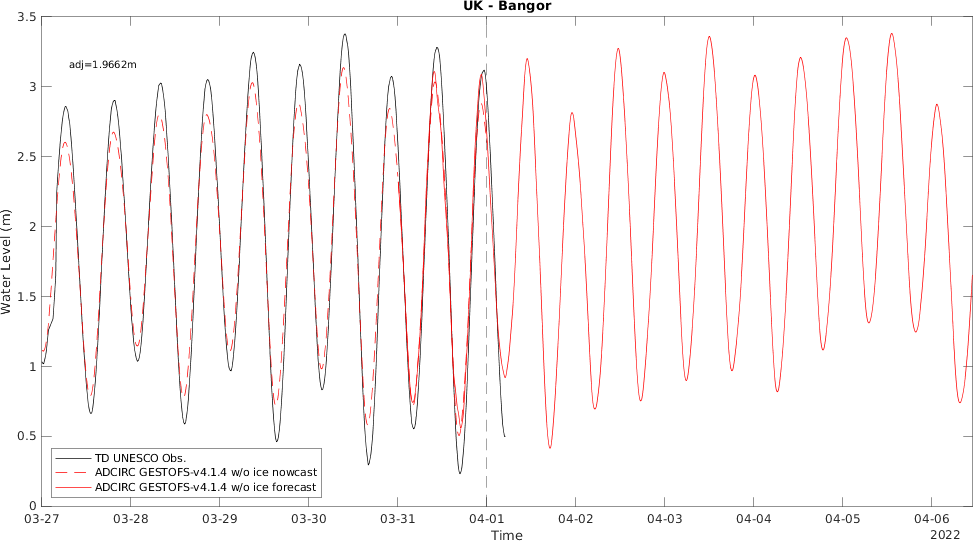 UK - Bangor
3.5
adj=1.9662m
3
2.5
2
Water Level (m)
1.5
1
0.5
0
TD UNESCO Obs.
ADCIRC GESTOFS-v4.1.4 w/o ice nowcast
ADCIRC GESTOFS-v4.1.4 w/o ice forecast
03-27 03-28 03-29 03-30 03-31 04-01 04-02 04-03 04-04 04-05 04-06
Time
2022